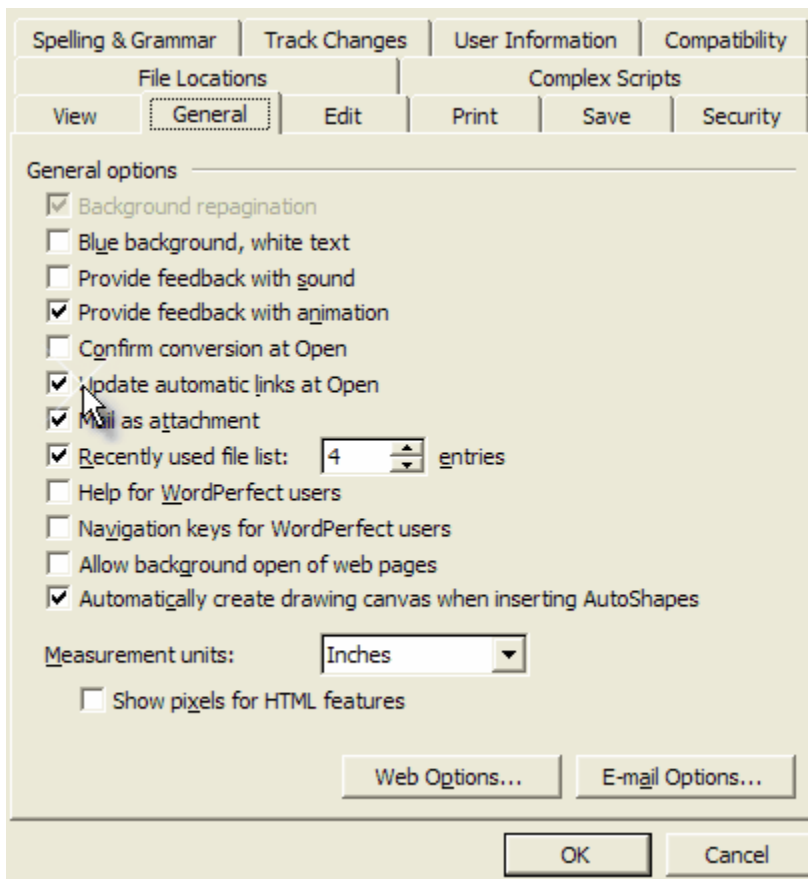 Spelling & Grammar Track Changes User Information Compatibility
File Locations Complex Scripts
View General Edit Print Save Security
General options
Background repagination
Blue background, white text
Provide feedback with sound
Provide feedback with animation
Confirm conversion at Open
Update automatic links at Open
Mail as attachment
Recently used file list: 4 entries
Help for WordPerfect users
Navigation keys for WordPerfect users
Allow background open of web pages
Automatically create drawing canvas when inserting AutoShapes
Measurement units: Inches
Show pixels for HTML features
Web Options... E-mail Options...
OK Cancel